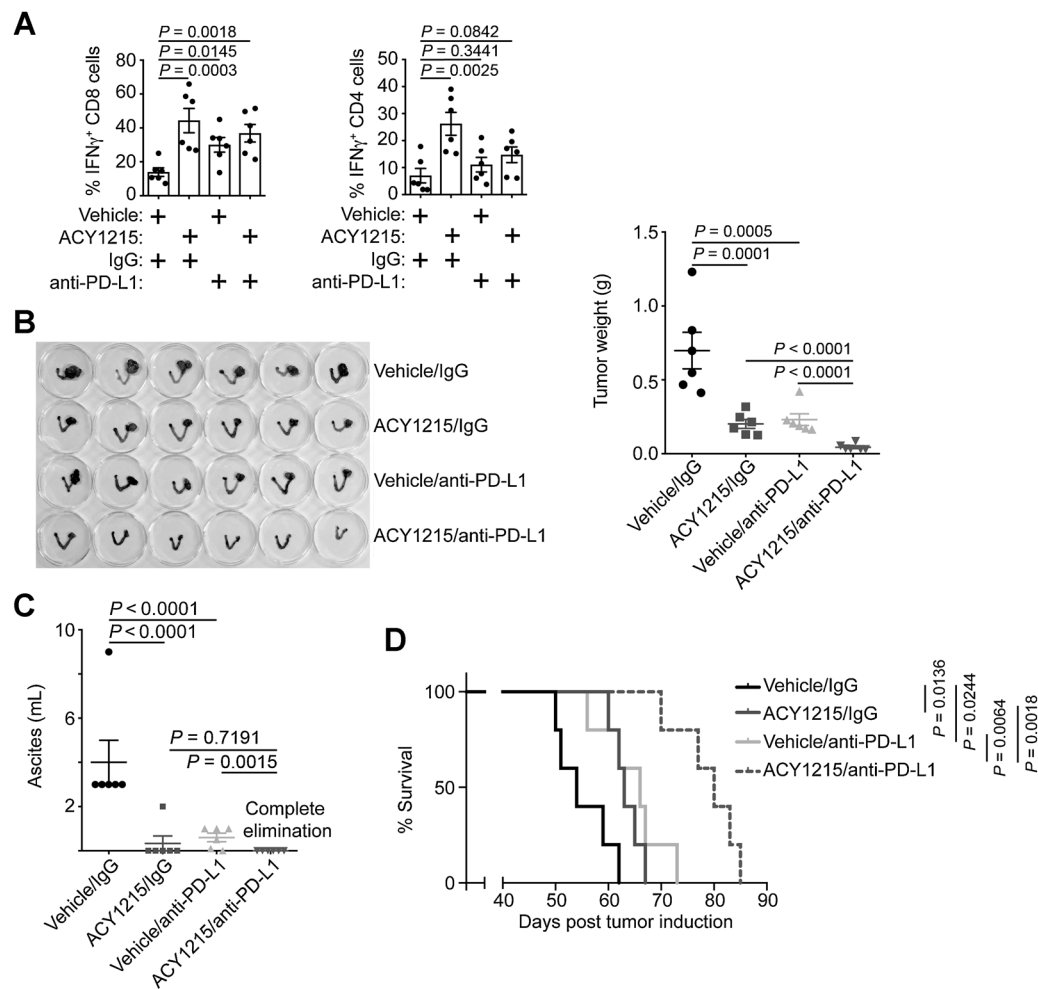 A
P = 0.0018
P = 0.0145
P = 0.0003
80
60
40
20
0
% IFNγ+ CD8 cells
Vehicle: + +
ACY1215: + +
IgG: + +
anti-PD-L1: + +
P = 0.0842
P = 0.3441
P = 0.0025
50
40
30
20
10
0
% IFNγ+ CD4 cells
Vehicle: + +
ACY1215: + +
IgG: + +
anti-PD-L1: + +
B
Vehicle/IgG
ACY1215/IgG
Vehicle/anti-PD-L1
ACY1215/anti-PD-L1
1.5
1.0
0.5
0.0
Tumor weight (g)
P = 0.0005
P = 0.0001
P < 0.0001
P < 0.0001
Vehicle/IgG
ACY1215/IgG
Vehicle/anti-PD-L1
ACY1215/anti-PD-L1
C
P < 0.0001
P < 0.0001
10
6
2
Ascites (mL)
P = 0.7191
P = 0.0015
Complete
elimination
Vehicle/IgG
ACY1215/IgG
Vehicle/anti-PD-L1
ACY1215/anti-PD-L1
D
100
50
0
% Survival
40 50 60 70 80 90
Days post tumor induction
Vehicle/IgG
ACY1215/IgG
Vehicle/anti-PD-L1
ACY1215/anti-PD-L1
P = 0.0136
P = 0.0244
P = 0.0064
P = 0.0018